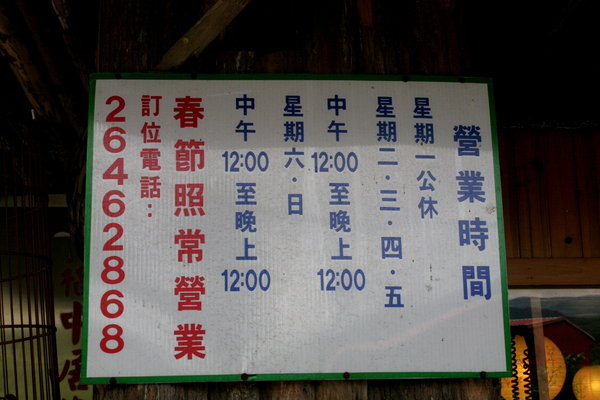 營業時間
星期一公休
星期二·三·四·五
中午12:00至晚上12:00
星期六·日
中午12:00至晚上12:00
春節照常營業
訂位電話:
26462868